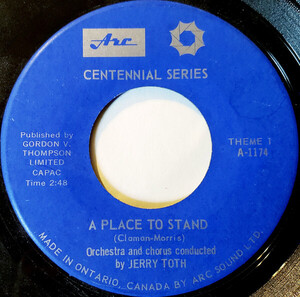 Arc
CENTENNIAL SERIES
Published by
GORDON V.
THOMPSON
LIMITED
CAPAC
Time 2:48
THEME 1
A-1174
A PLACE TO STAND
(Claman-Morris)
Orchestra and chorus conducted
by JERRY TOTH
MADE IN ONTARIO...CANADA BY ARC SOUND LTD.